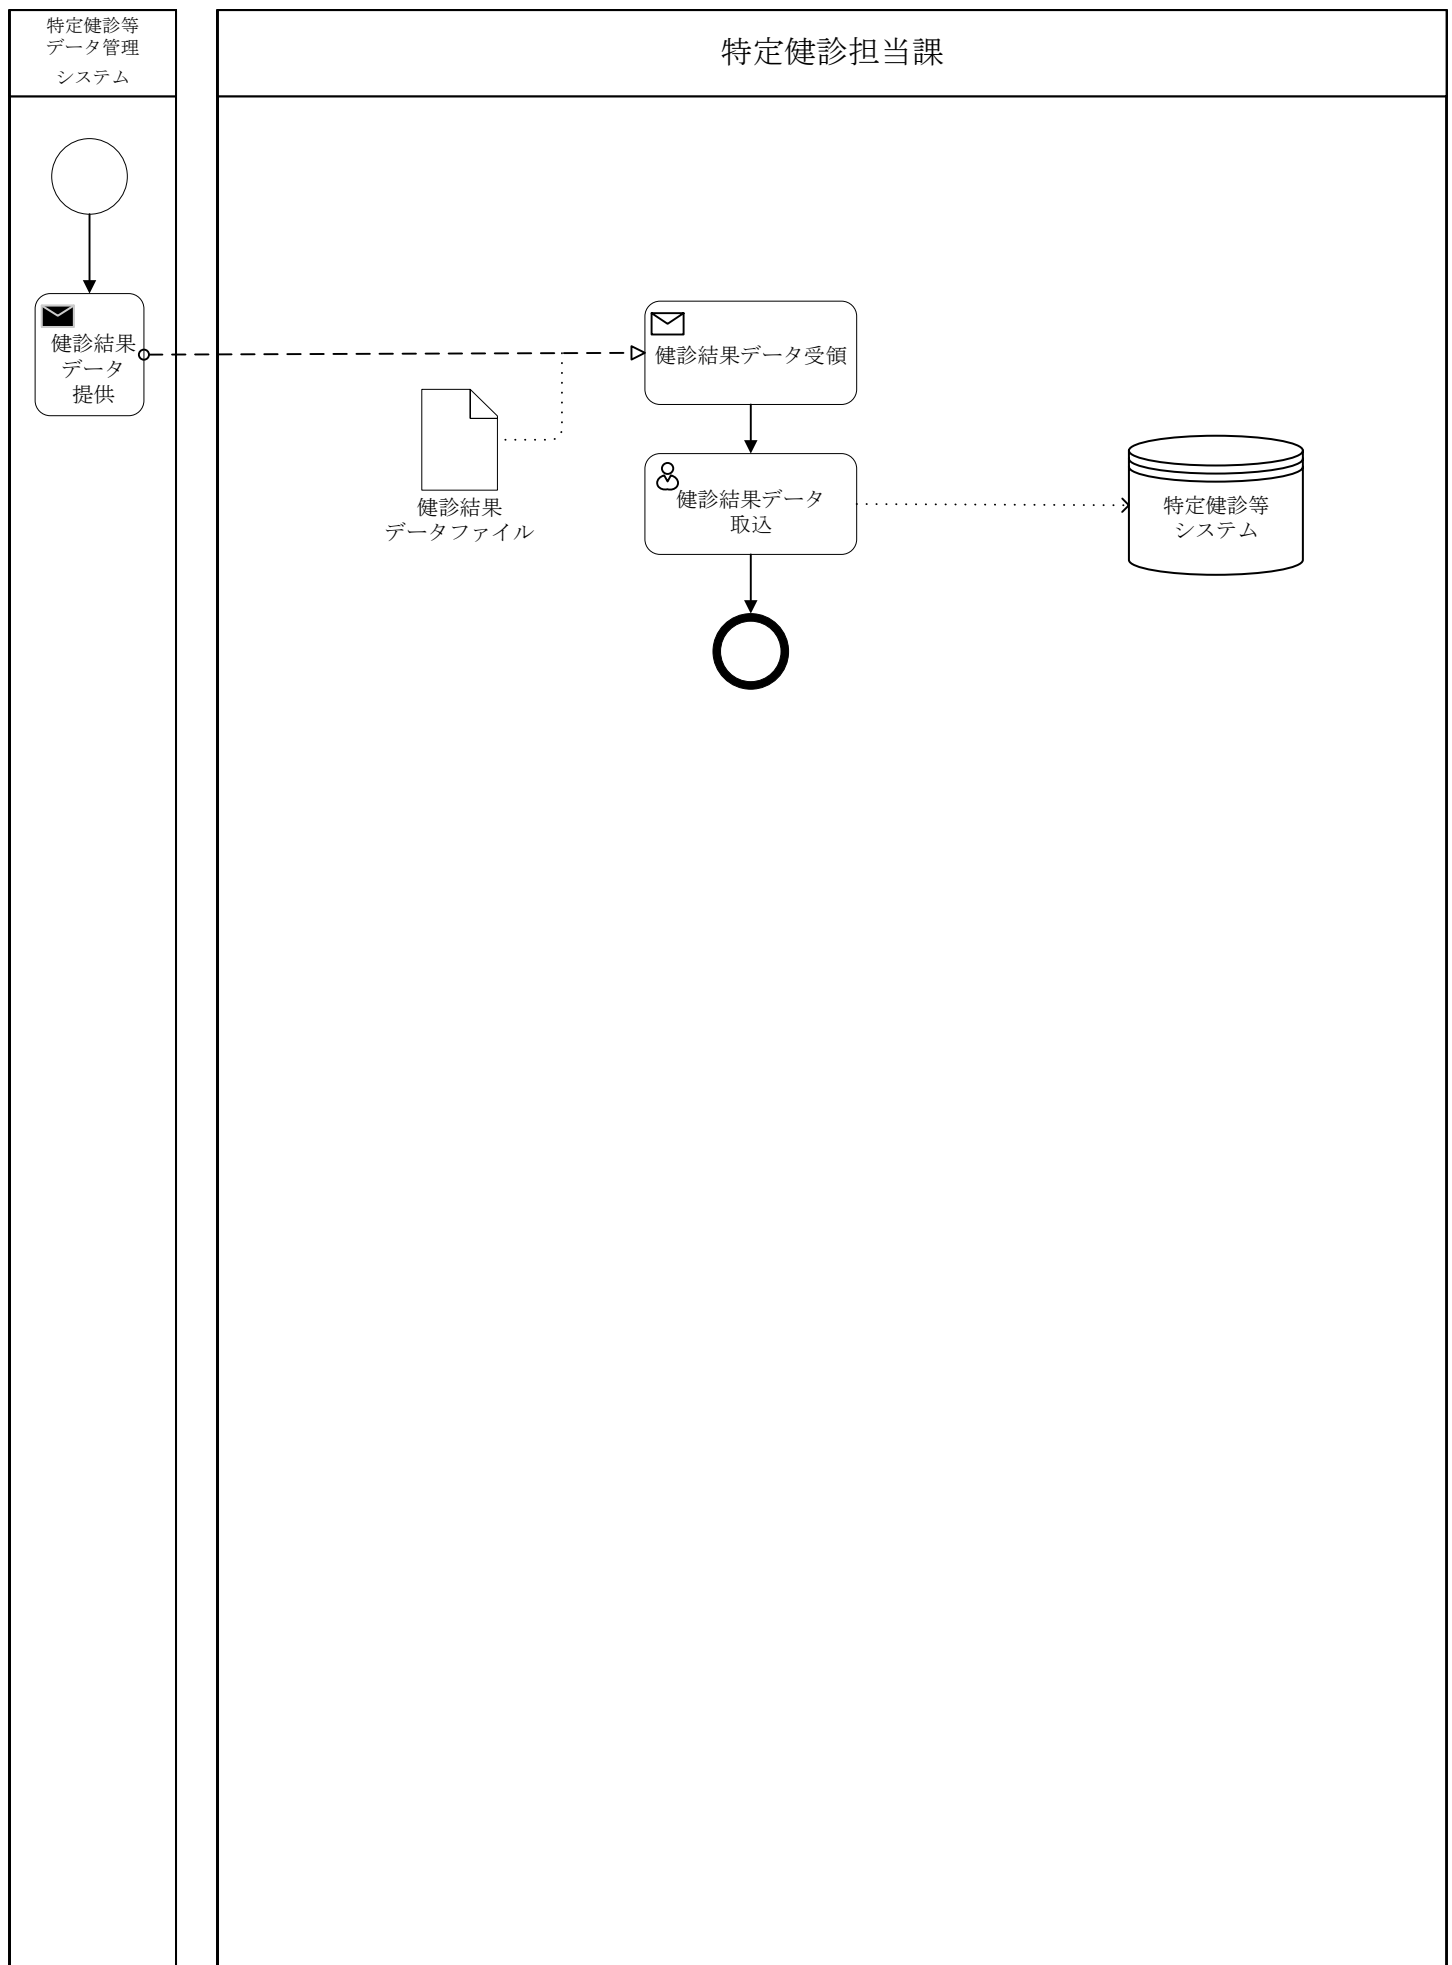 特定健診等
データ管理
システム
特定健診担当課
健診結果
データ
提供
健診結果データ受領
健診結果
データファイル
健診結果データ
取込
特定健診等
システム